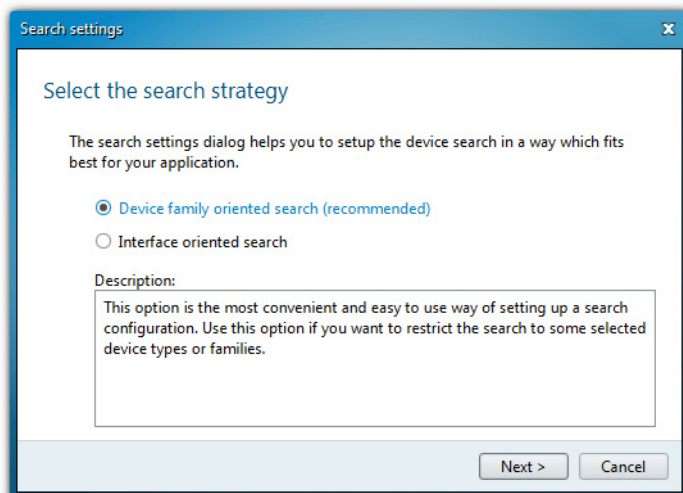 Search settings
Select the search strategy
The search settings dialog helps you to setup the device search in a way which fits
best for your application.
Device family oriented search (recommended)
Interface oriented search
Description:
This option is the most convenient and easy to use way of setting up a search
configuration. Use this option if you want to restrict the search to some selected
device types or families.
Next >
Cancel